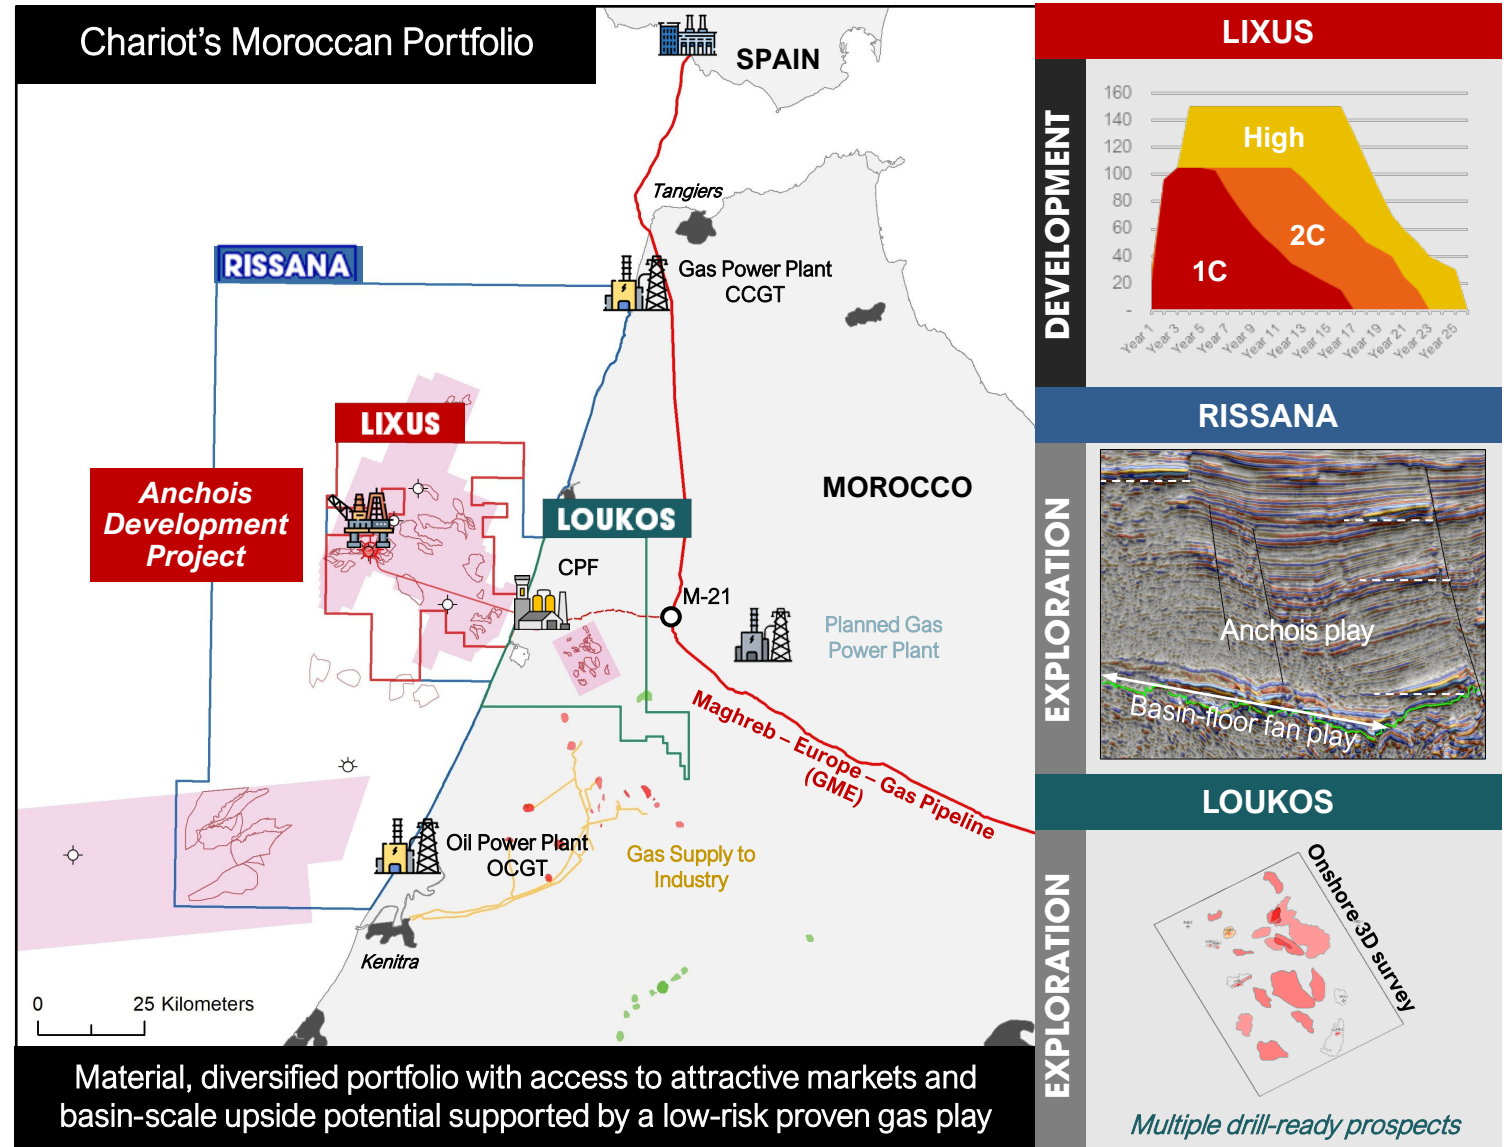 Chariot's Moroccan Portfolio
SPAIN
Tangiers
Gas Power Plant
CCGT
RISSANA
LIXUS
Anchois
Development
Project
MOROCCO
LOUKOS
CPF
M-21
Planned Gas
Power Plant
Maghreb – Europe – Gas Pipeline
(GME)
Oil Power Plant
OCGT
Gas Supply to
Industry
Kenitra
0 25 Kilometers
Material, diversified portfolio with access to attractive markets and
basin-scale upside potential supported by a low-risk proven gas play
LIXUS
DEVELOPMENT
160
140
120
100
80
60
40
20
-
High
2C
1C
Year 1
Year 3
Year 5
Year 7
Year 9
Year 11
Year 13
Year 15
Year 17
Year 19
Year 21
Year 23
Year 25
RISSANA
EXPLORATION
Anchois play
Basin-floor fan play
LOUKOS
EXPLORATION
Onshore 3D survey
Multiple drill-ready prospects